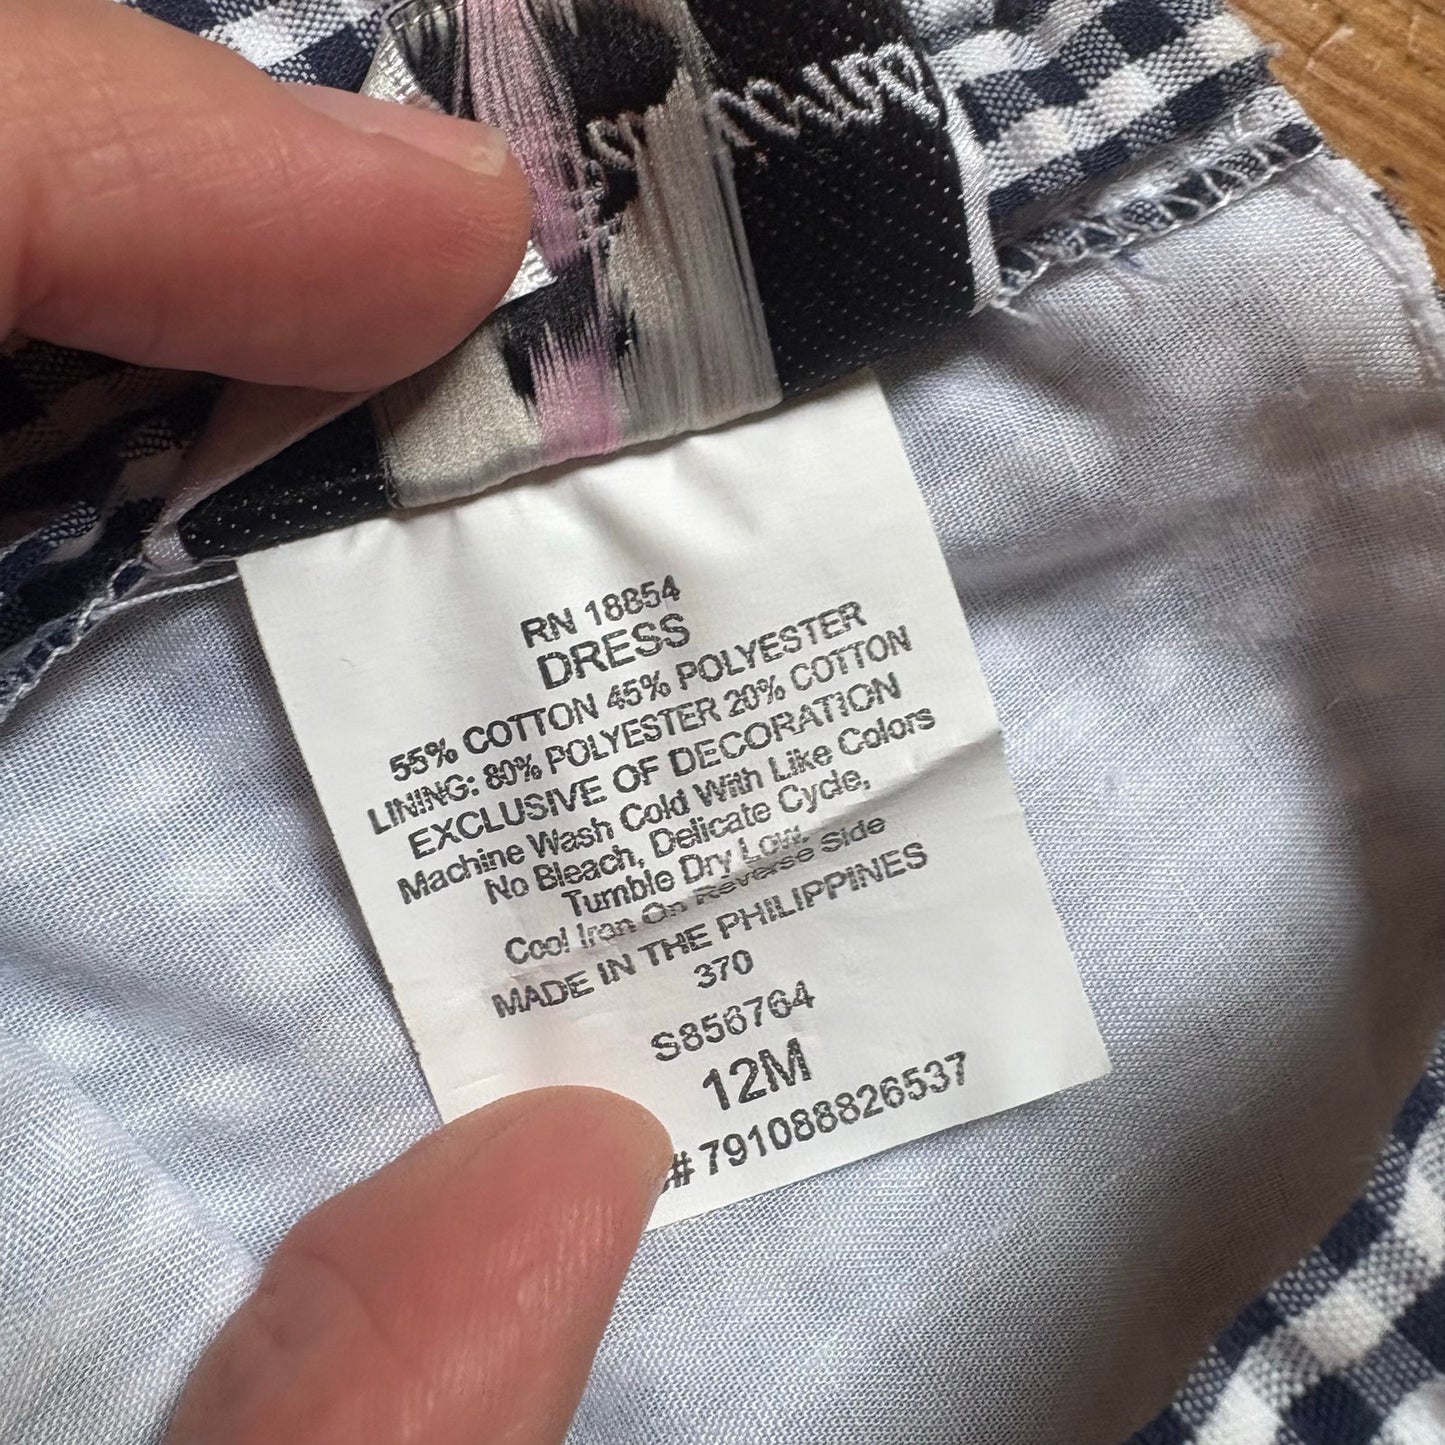 RN 18854
DRESS
55% COTTON 45% POLYESTER
LINING: 80% POLYESTER 20% COTTON
EXCLUSIVE OF DECORATION
Machine Wash Cold With Like Colors
No Bleach, Delicate Cycle,
Tumble Dry Low,
Cool Iron On Reverse Side
MADE IN THE PHILIPPINES
370
S856764
12M
# 791088826537